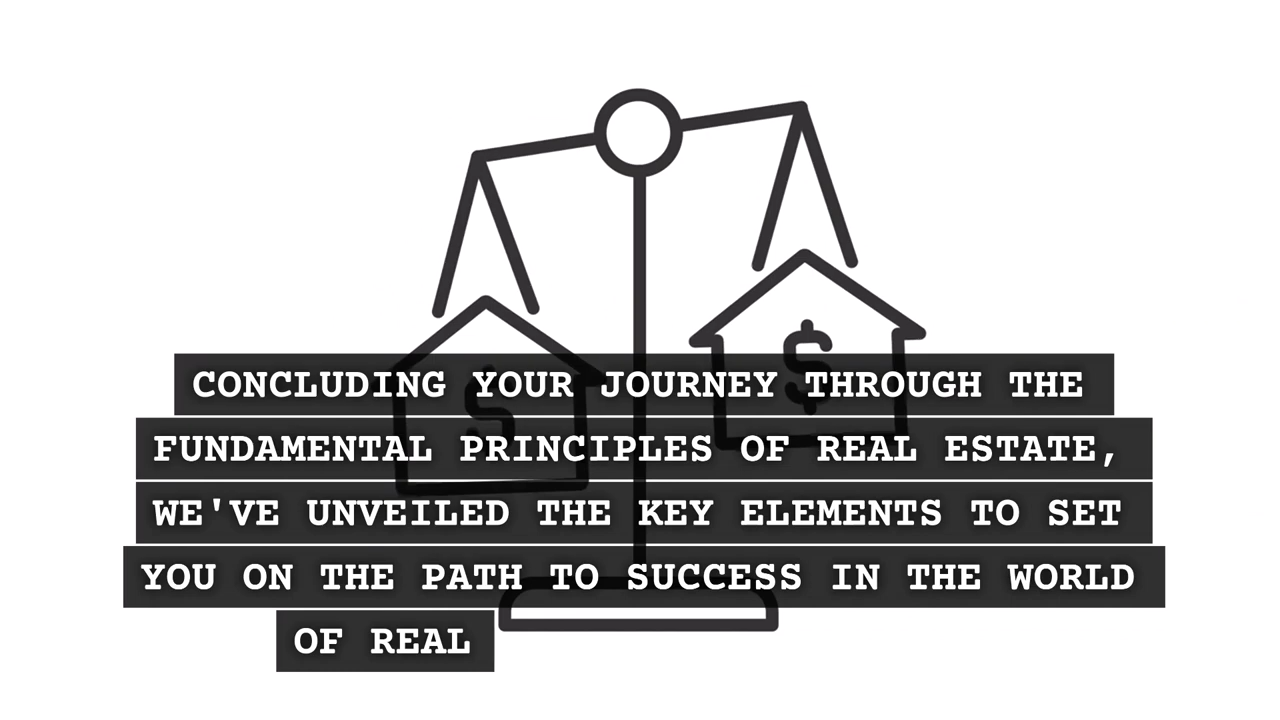 CONCLUDING YOUR JOURNEY THROUGH THE
FUNDAMENTAL PRINCIPLES OF REAL ESTATE,
WE'VE UNVEILED THE KEY ELEMENTS TO SET
YOU ON THE PATH TO SUCCESS IN THE WORLD
OF REAL
$
$